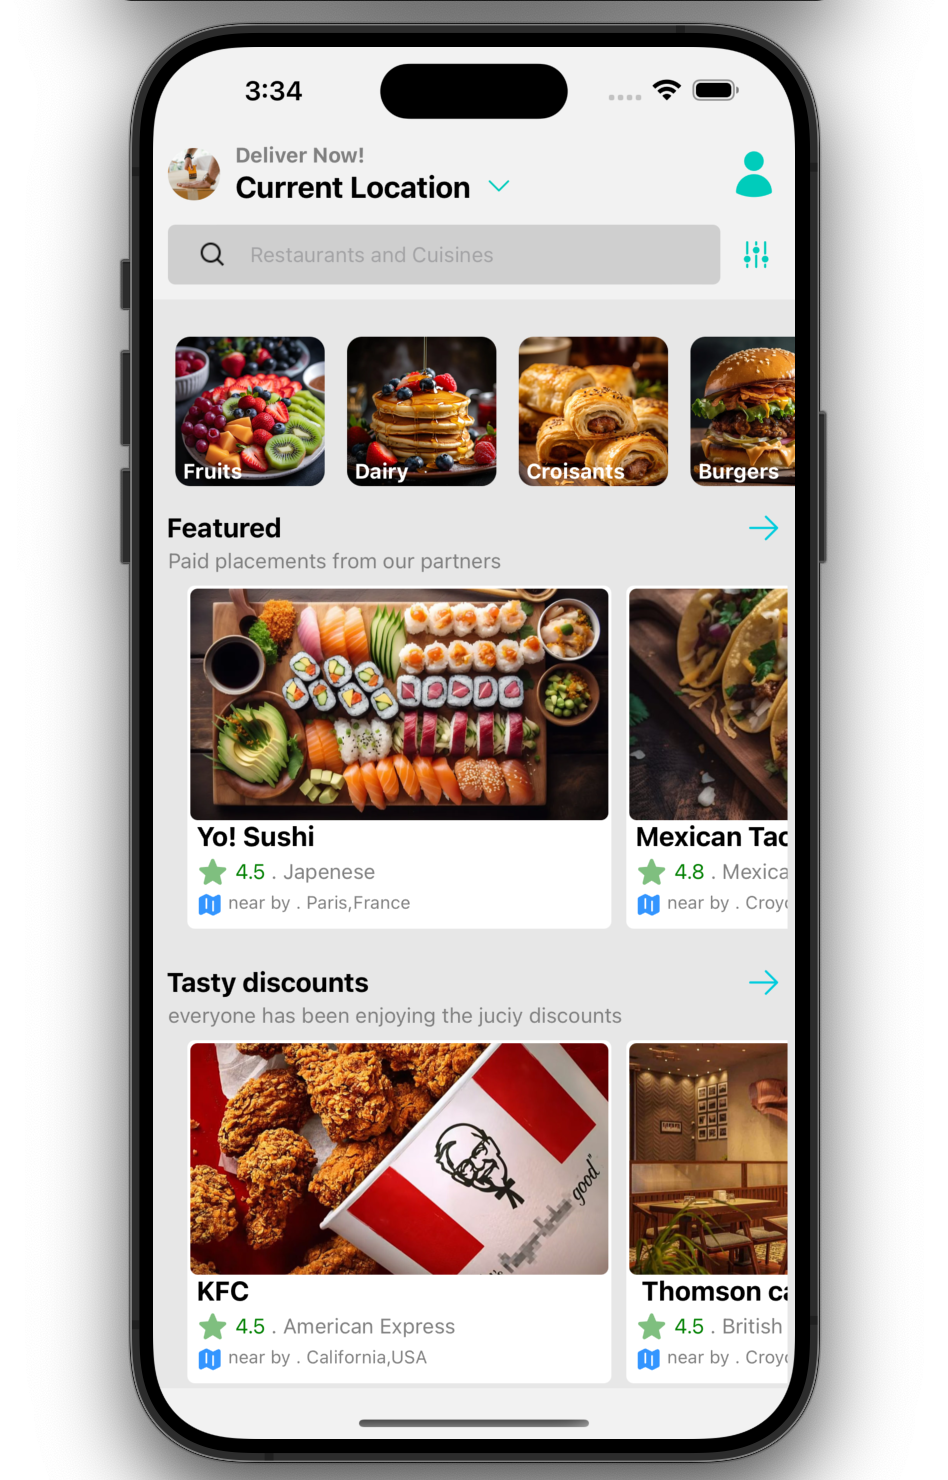 3:34
Deliver Now!
Current Location
Restaurants and Cuisines
Fruits
Dairy
Croisants
Burgers
Featured
Paid placements from our partners
Yo! Sushi
Mexican Tac
4.5 . Japenese
4.8 . Mexica
near by . Paris,France
near by . Croyc
Tasty discounts
everyone has been enjoying the juciy discounts
good"
KFC
Thomson ca
4.5 . American Express
4.5 . British
near by . California,USA
near by . Croyc